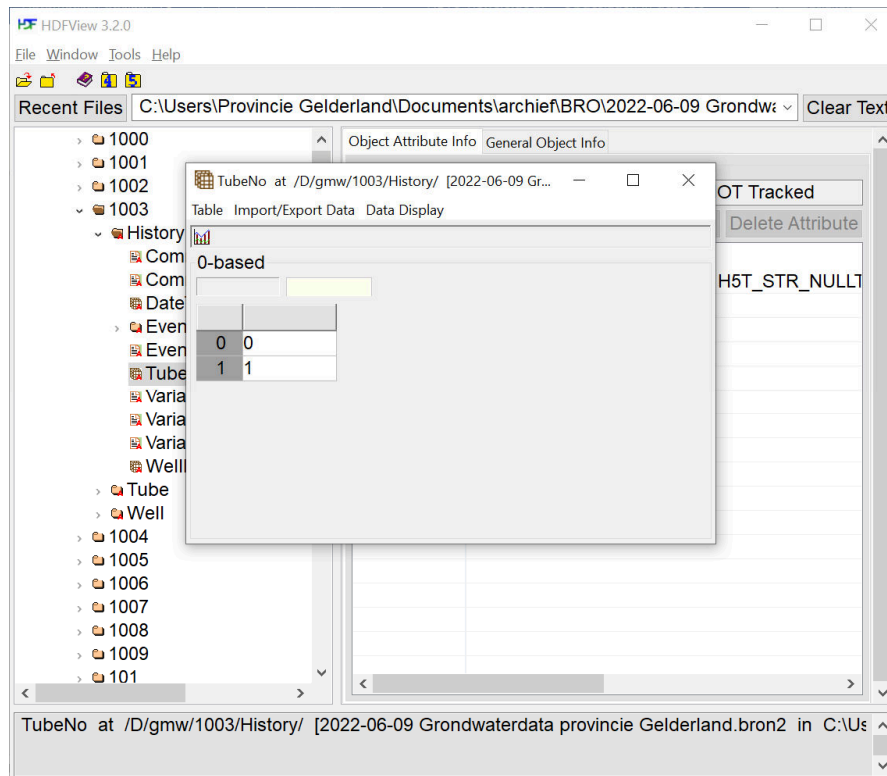 HDFView 3.2.0
File Window Tools Help
Recent Files C:\Users\Provincie Gelderland\Documents\archief\BRO\2022-06-09 Grondwa Clear Text
1000
1001
1002
1003
History
Com
Com
Date
Even
Even
Tube
Varia
Varia
Varia
Well
Tube
Well
1004
1005
1006
1007
1008
1009
101
Object Attribute Info General Object Info
OT Tracked
Delete Attribute
H5T_STR_NULLT
TubeNo at /D/gmw/1003/History/ [2022-06-09 Gr...
Table Import/Export Data Data Display
0-based
0 0
1 1
TubeNo at /D/gmw/1003/History/ [2022-06-09 Grondwaterdata provincie Gelderland.bron2 in C:\Us